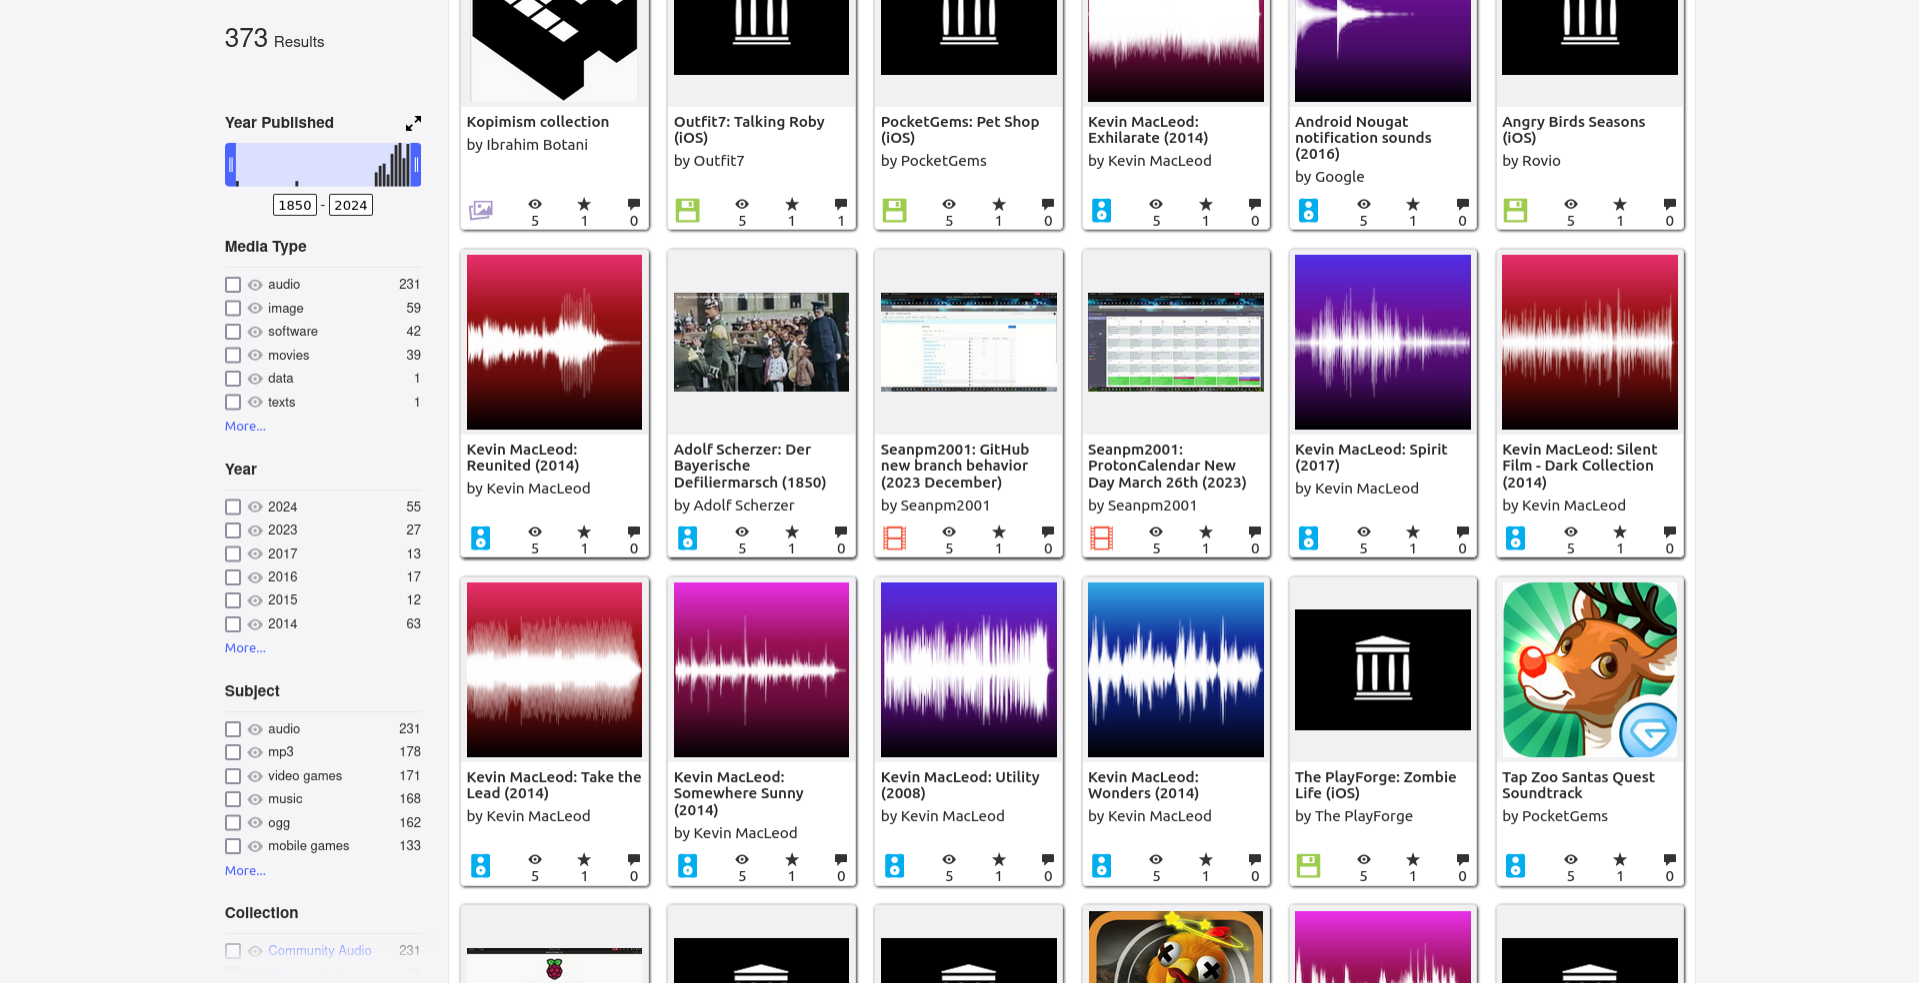 373 Results
Year Published
1850 - 2024
Media Type
audio 231
image 59
software 42
movies 39
data 1
texts 1
More...
Year
2024 55
2023 27
2017 13
2016 17
2015 12
2014 63
More...
Subject
audio 231
mp3 178
video games 171
music 168
ogg 162
mobile games 133
More...
Collection
Community Audio 231
Kopimism collection
by Ibrahim Botani
5 1 0
Outfit7: Talking Roby
(iOS)
by Outfit7
5 1 1
PocketGems: Pet Shop
(iOS)
by PocketGems
5 1 0
Kevin MacLeod:
Exhilarate (2014)
by Kevin MacLeod
5 1 0
Android Nougat
notification sounds
(2016)
by Google
5 1 0
Angry Birds Seasons
(iOS)
by Rovio
5 1 0
Kevin MacLeod:
Reunited (2014)
by Kevin MacLeod
5 1 0
Adolf Scherzer: Der
Bayerische
Defiliermarsch (1850)
by Adolf Scherzer
5 1 0
Seanpm2001: GitHub
new branch behavior
(2023 December)
by Seanpm2001
5 1 0
Seanpm2001:
ProtonCalendar New
Day March 26th (2023)
by Seanpm2001
5 1 0
Kevin MacLeod: Spirit
(2017)
by Kevin MacLeod
5 1 0
Kevin MacLeod: Silent
Film - Dark Collection
(2014)
by Kevin MacLeod
5 1 0
Kevin MacLeod: Take the
Lead (2014)
by Kevin MacLeod
5 1 0
Kevin MacLeod:
Somewhere Sunny
(2014)
by Kevin MacLeod
5 1 0
Kevin MacLeod: Utility
(2008)
by Kevin MacLeod
5 1 0
Kevin MacLeod:
Wonders (2014)
by Kevin MacLeod
5 1 0
The PlayForge: Zombie
Life (iOS)
by The PlayForge
5 1 0
Tap Zoo Santas Quest
Soundtrack
by PocketGems
5 1 0